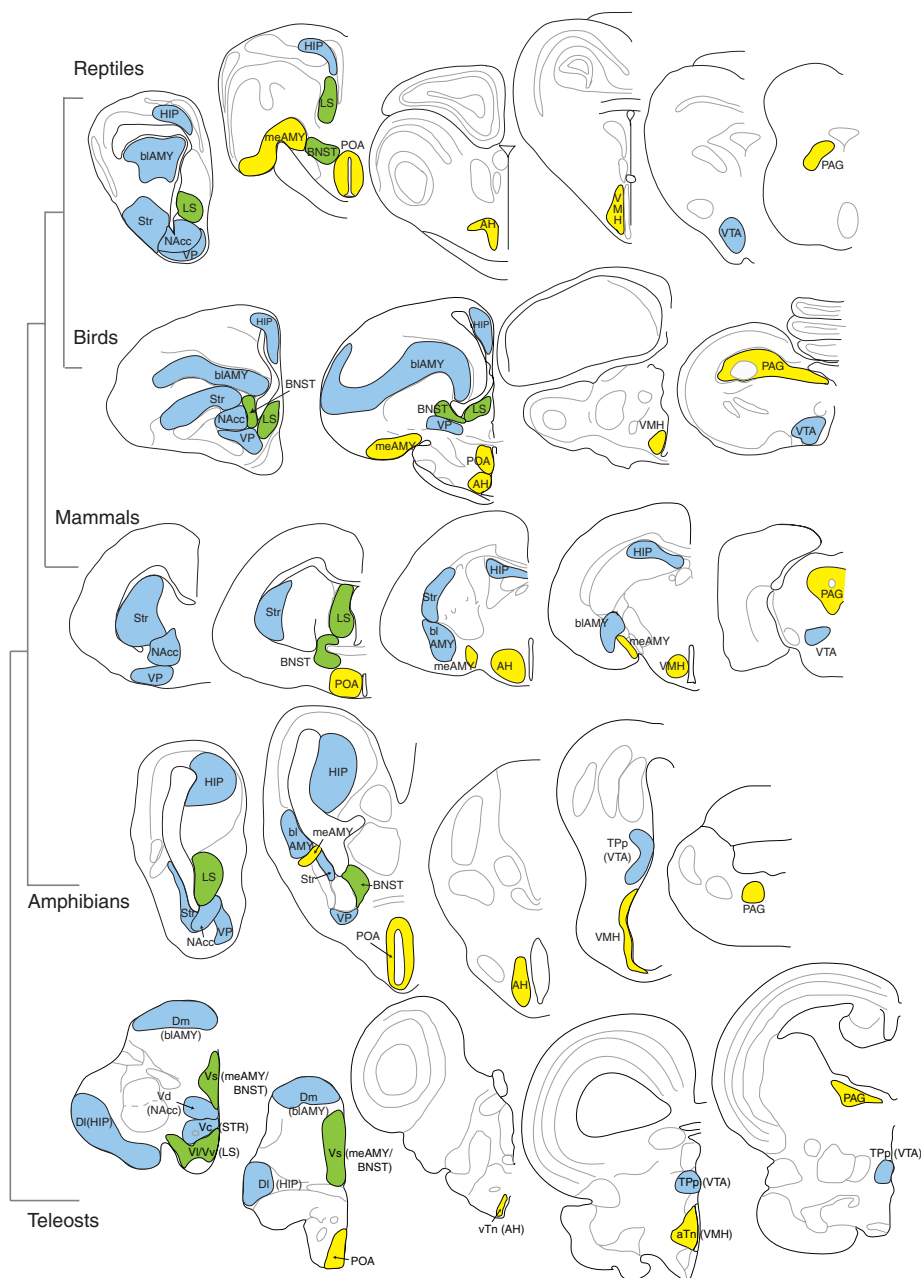 Reptiles
HIP
blAMY
Str
LS
NAcc
VP
HIP
LS
meAMY
BNST
POA
AH
V
M
H
VTA
PAG
Birds
HIP
blAMY
BNST
Str
NAcc
LS
VP
HIP
blAMY
BNST
LS
VP
meAMY
POA
AH
VMH
PAG
VTA
Mammals
Str
NAcc
VP
Str
LS
BNST
POA
HIP
Str
bl
AMY
meAMY
AH
HIP
blAMY
meAMY
VMH
PAG
VTA
Amphibians
HIP
LS
Str
NAcc
VP
HIP
bl
AMY
meAMY
Str
BNST
VP
POA
AH
TPp
(VTA)
VMH
PAG
Teleosts
Dm
(blAMY)
Vs (meAMY/
BNST)
Vd
(NAcc)
Dl(HIP)
Vc (STR)
Vl/Vv (LS)
Dm
(blAMY)
Vs (meAMY/
BNST)
Dl (HIP)
POA
vTn (AH)
TPp (VTA)
aTn (VMH)
PAG
TPp (VTA)